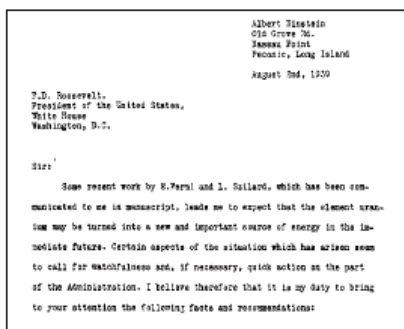 Albert Einstein
Old Grove Rd.
Nassau Point
Peconic, Long Island
August 2nd, 1939
F.D. Roosevelt,
President of the United States,
White House
Washington, D.C.
Sir:
Some recent work by E.Fermi and L. Szilard, which has been com-
municated to me in manuscript, leads me to expect that the element uran-
ium may be turned into a new and important source of energy in the im-
mediate future. Certain aspects of the situation which has arisen seem
to call for watchfulness and, if necessary, quick action on the part
of the Administration. I believe therefore that it is my duty to bring
to your attention the following facts and recommendations: